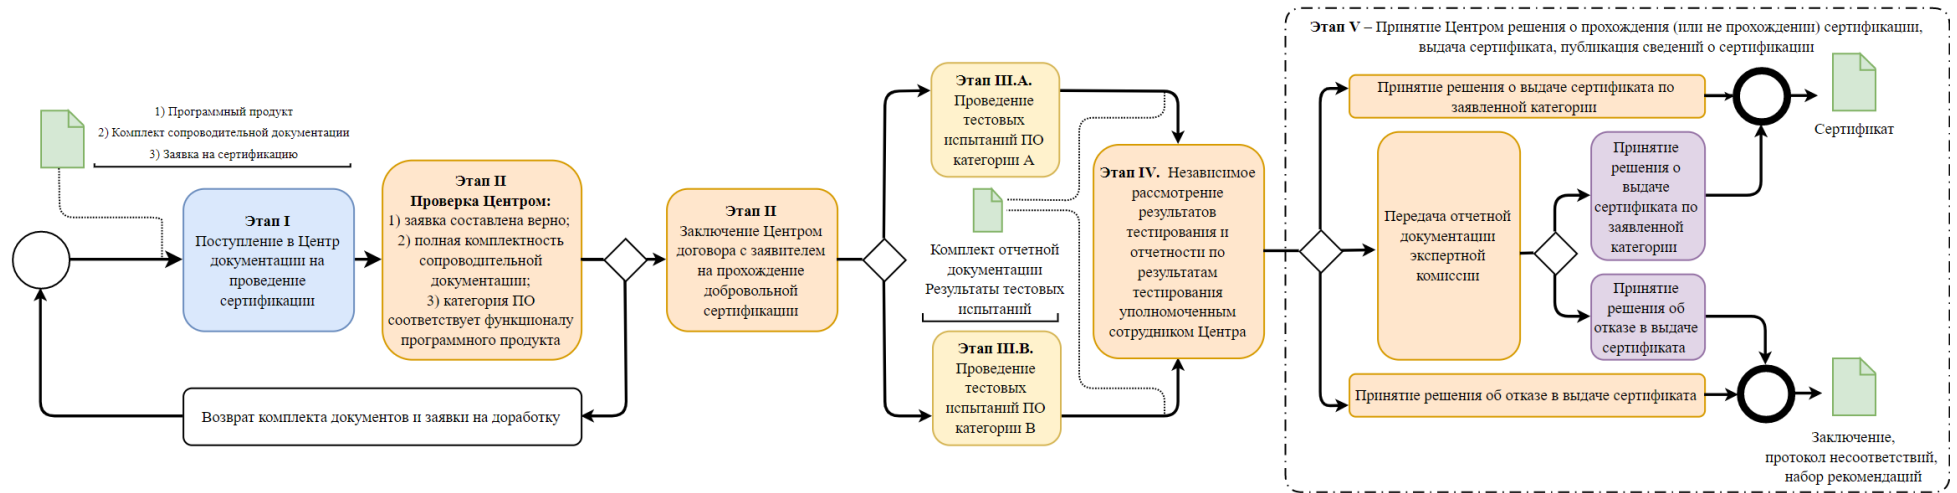 1) Программный продукт
2) Комплект сопроводительной документации
3) Заявка на сертификацию
Этап I
Поступление в Центр
документации на
проведение
сертификации
Этап II
Проверка Центром:
1) заявка составлена верно;
2) полная комплектность
сопроводительной
документации;
3) категория ПО
соответствует функционалу
программного продукта
Возврат комплекта документов и заявки на доработку
Этап II
Заключение Центром
договора с заявителем
на прохождение
добровольной
сертификации
Этап III.А.
Проведение
тестовых
испытаний ПО
категории А
Комплект отчетной
документации
Результаты тестовых
испытаний
Этап III.В.
Проведение
тестовых
испытаний ПО
категории В
Этап IV. Независимое
рассмотрение
результатов
тестирования и
отчетности по
результатам
тестирования
уполномоченным
сотрудником Центра
Этап V – Принятие Центром решения о прохождения (или не прохождении) сертификации,
выдача сертификата, публикация сведений о сертификации
Принятие решения о выдаче сертификата по
заявленной категории
Передача отчетной
документации
экспертной
комиссии
Принятие
решения о
выдаче
сертификата по
заявленной
категории
Принятие
решения об
отказе в выдаче
сертификата
Принятие решения об отказе в выдаче сертификата
Сертификат
Заключение,
протокол несоответствий,
набор рекомендаций